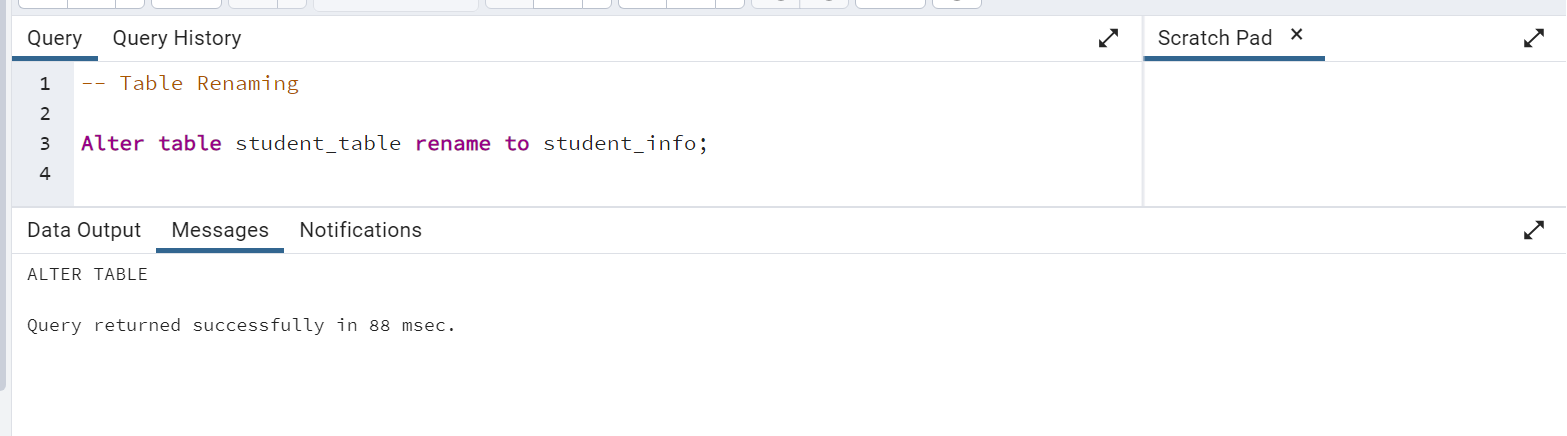 Query Query History
Scratch Pad ×
1 -- Table Renaming
2
3 Alter table student_table rename to student_info;
4
Data Output Messages Notifications
ALTER TABLE
Query returned successfully in 88 msec.